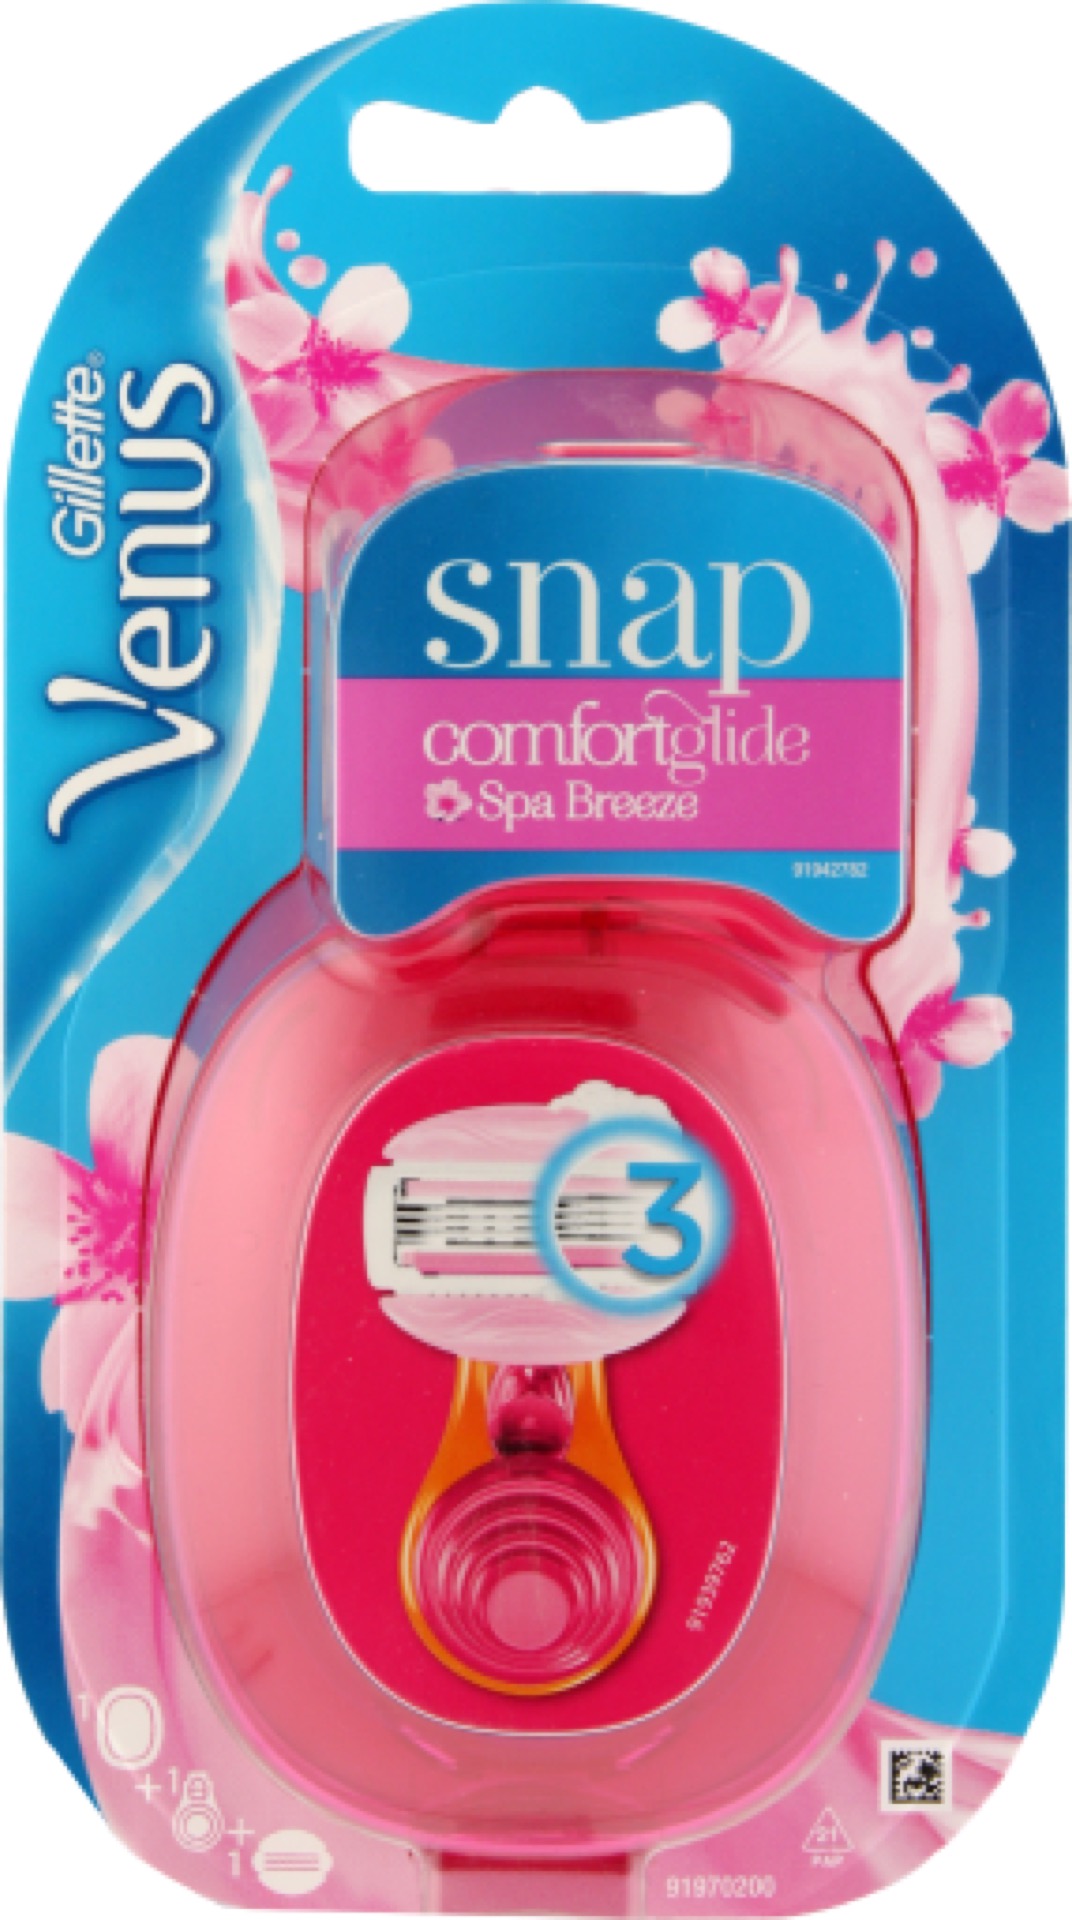 Gillette®
Venus
snap
comfortglide
Spa Breeze
91942782
3
91939762
1
+1
+
1
21
PAP
91970200